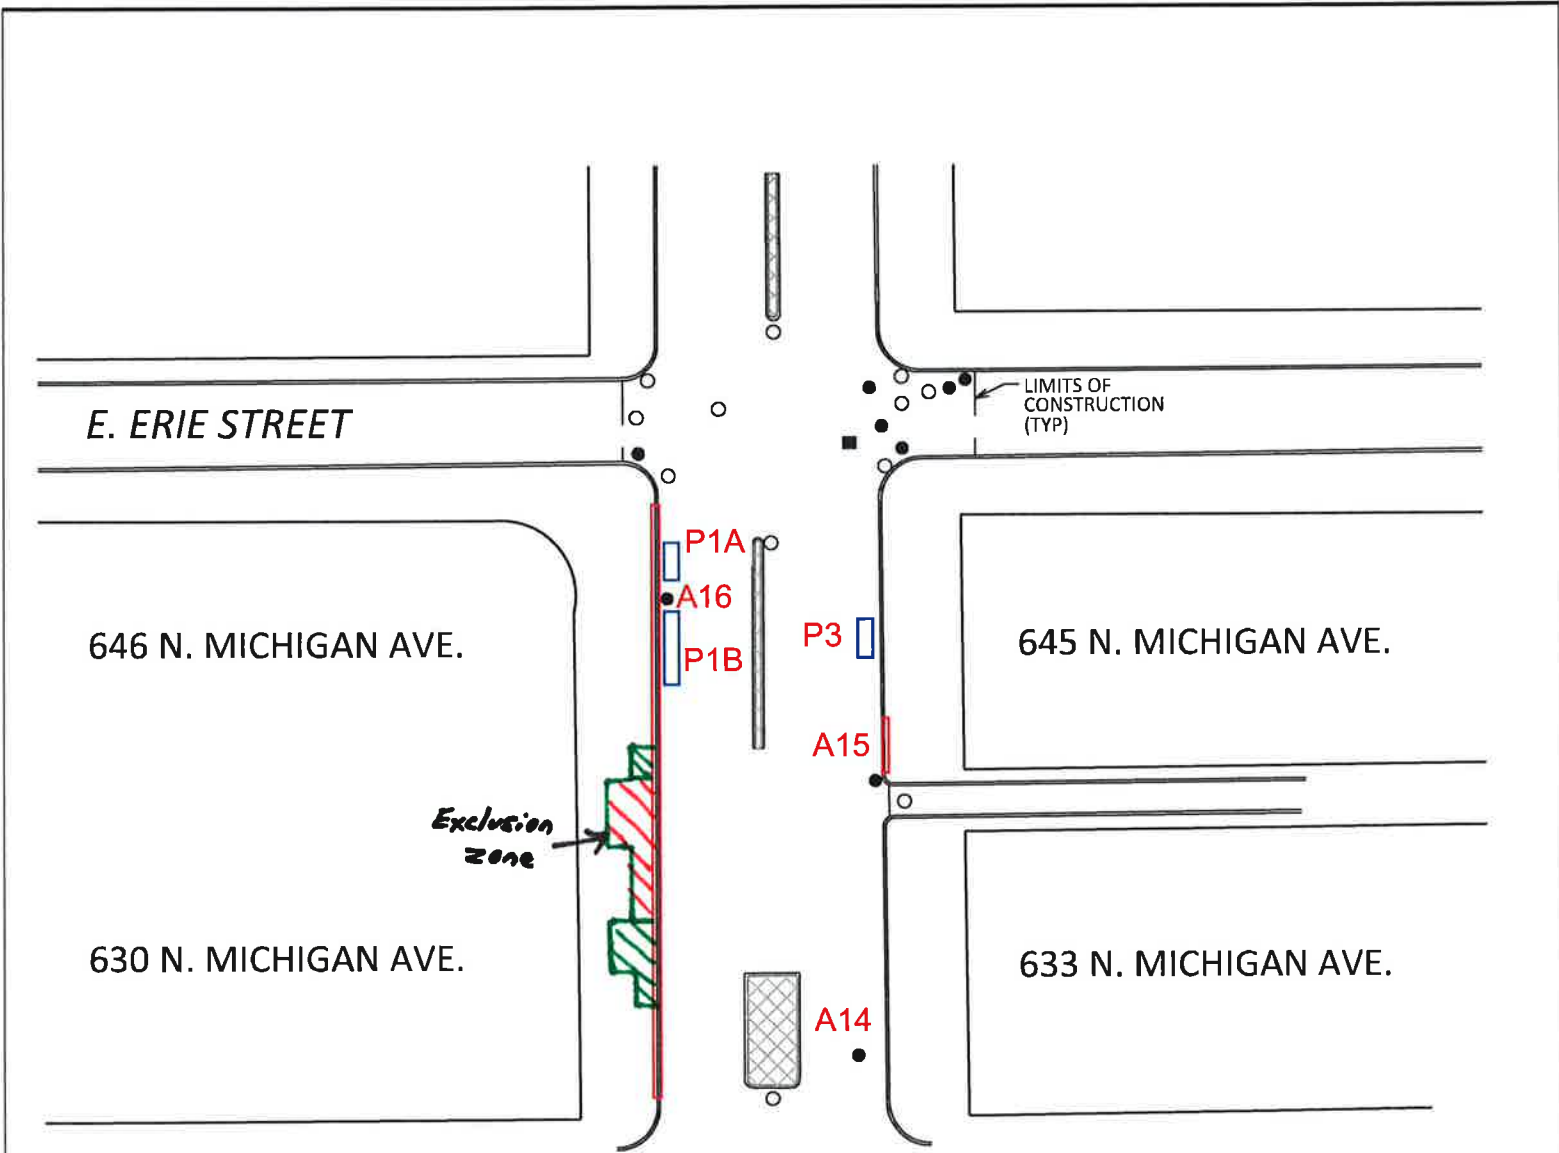 LIMITS OF
CONSTRUCTION
(TYP)
E. ERIE STREET
P1A
A16
P1B
P3
646 N. MICHIGAN AVE.
645 N. MICHIGAN AVE.
A15
Exclusion
zone
630 N. MICHIGAN AVE.
633 N. MICHIGAN AVE.
A14